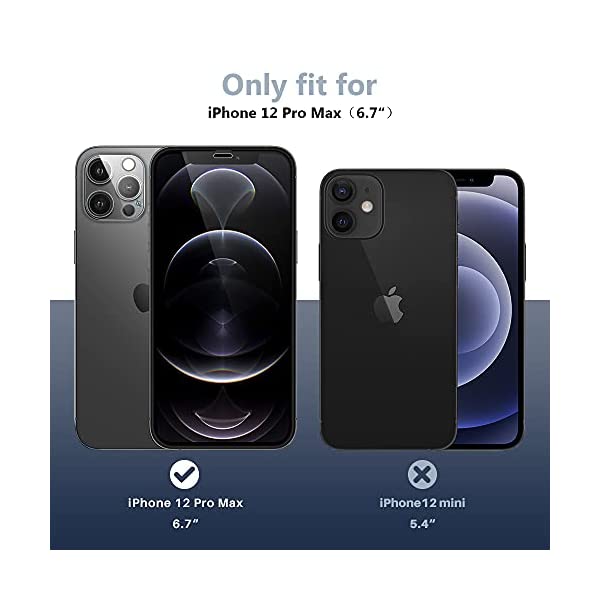 Only fit for
iPhone 12 Pro Max（6.7“）
iPhone 12 Pro Max
6.7“
iPhone12 mini
5.4“